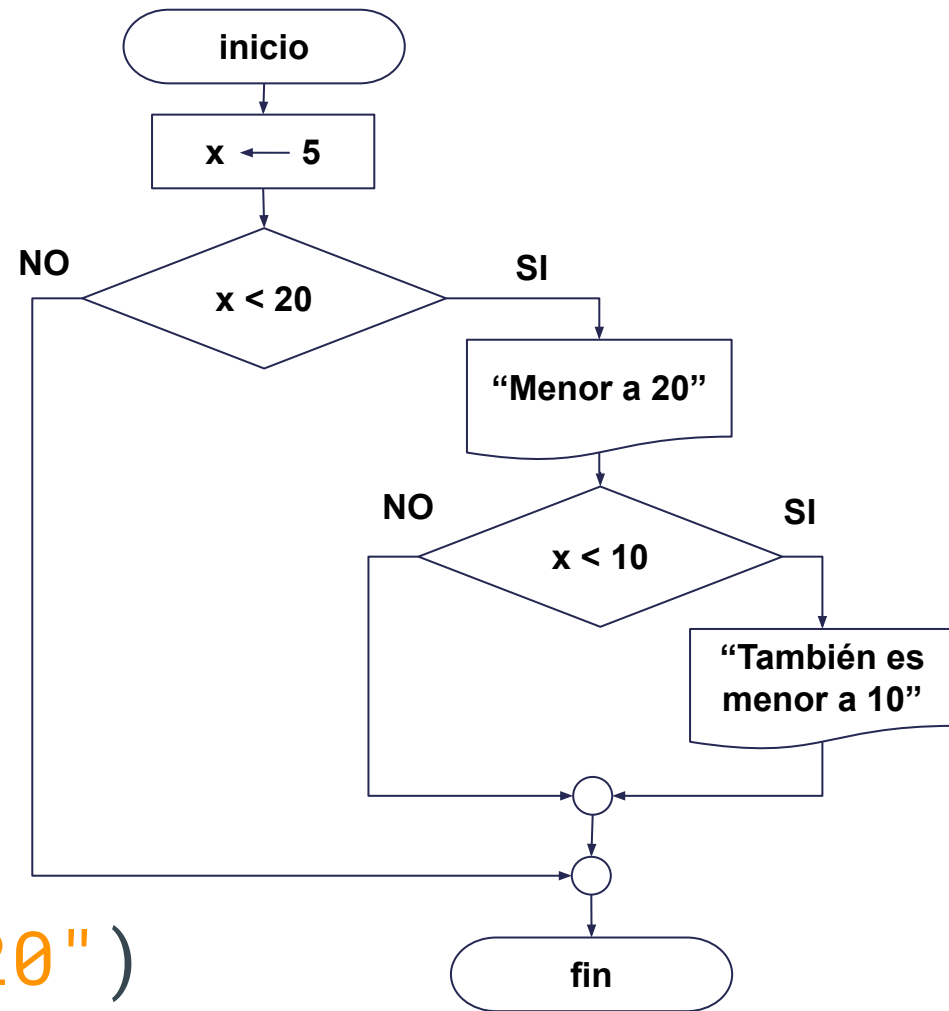 inicio
x ← 5
NO
SI
x < 20
“Menor a 20”
NO
SI
x < 10
“También es
menor a 10”
20")
fin